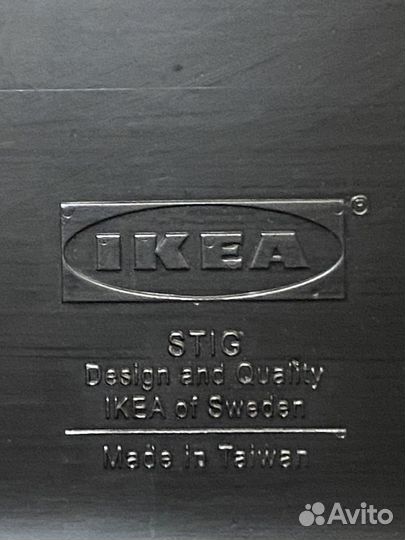 IKEA®
STIG
Design and Quality
IKEA of Sweden
Made in Taiwan
Avito